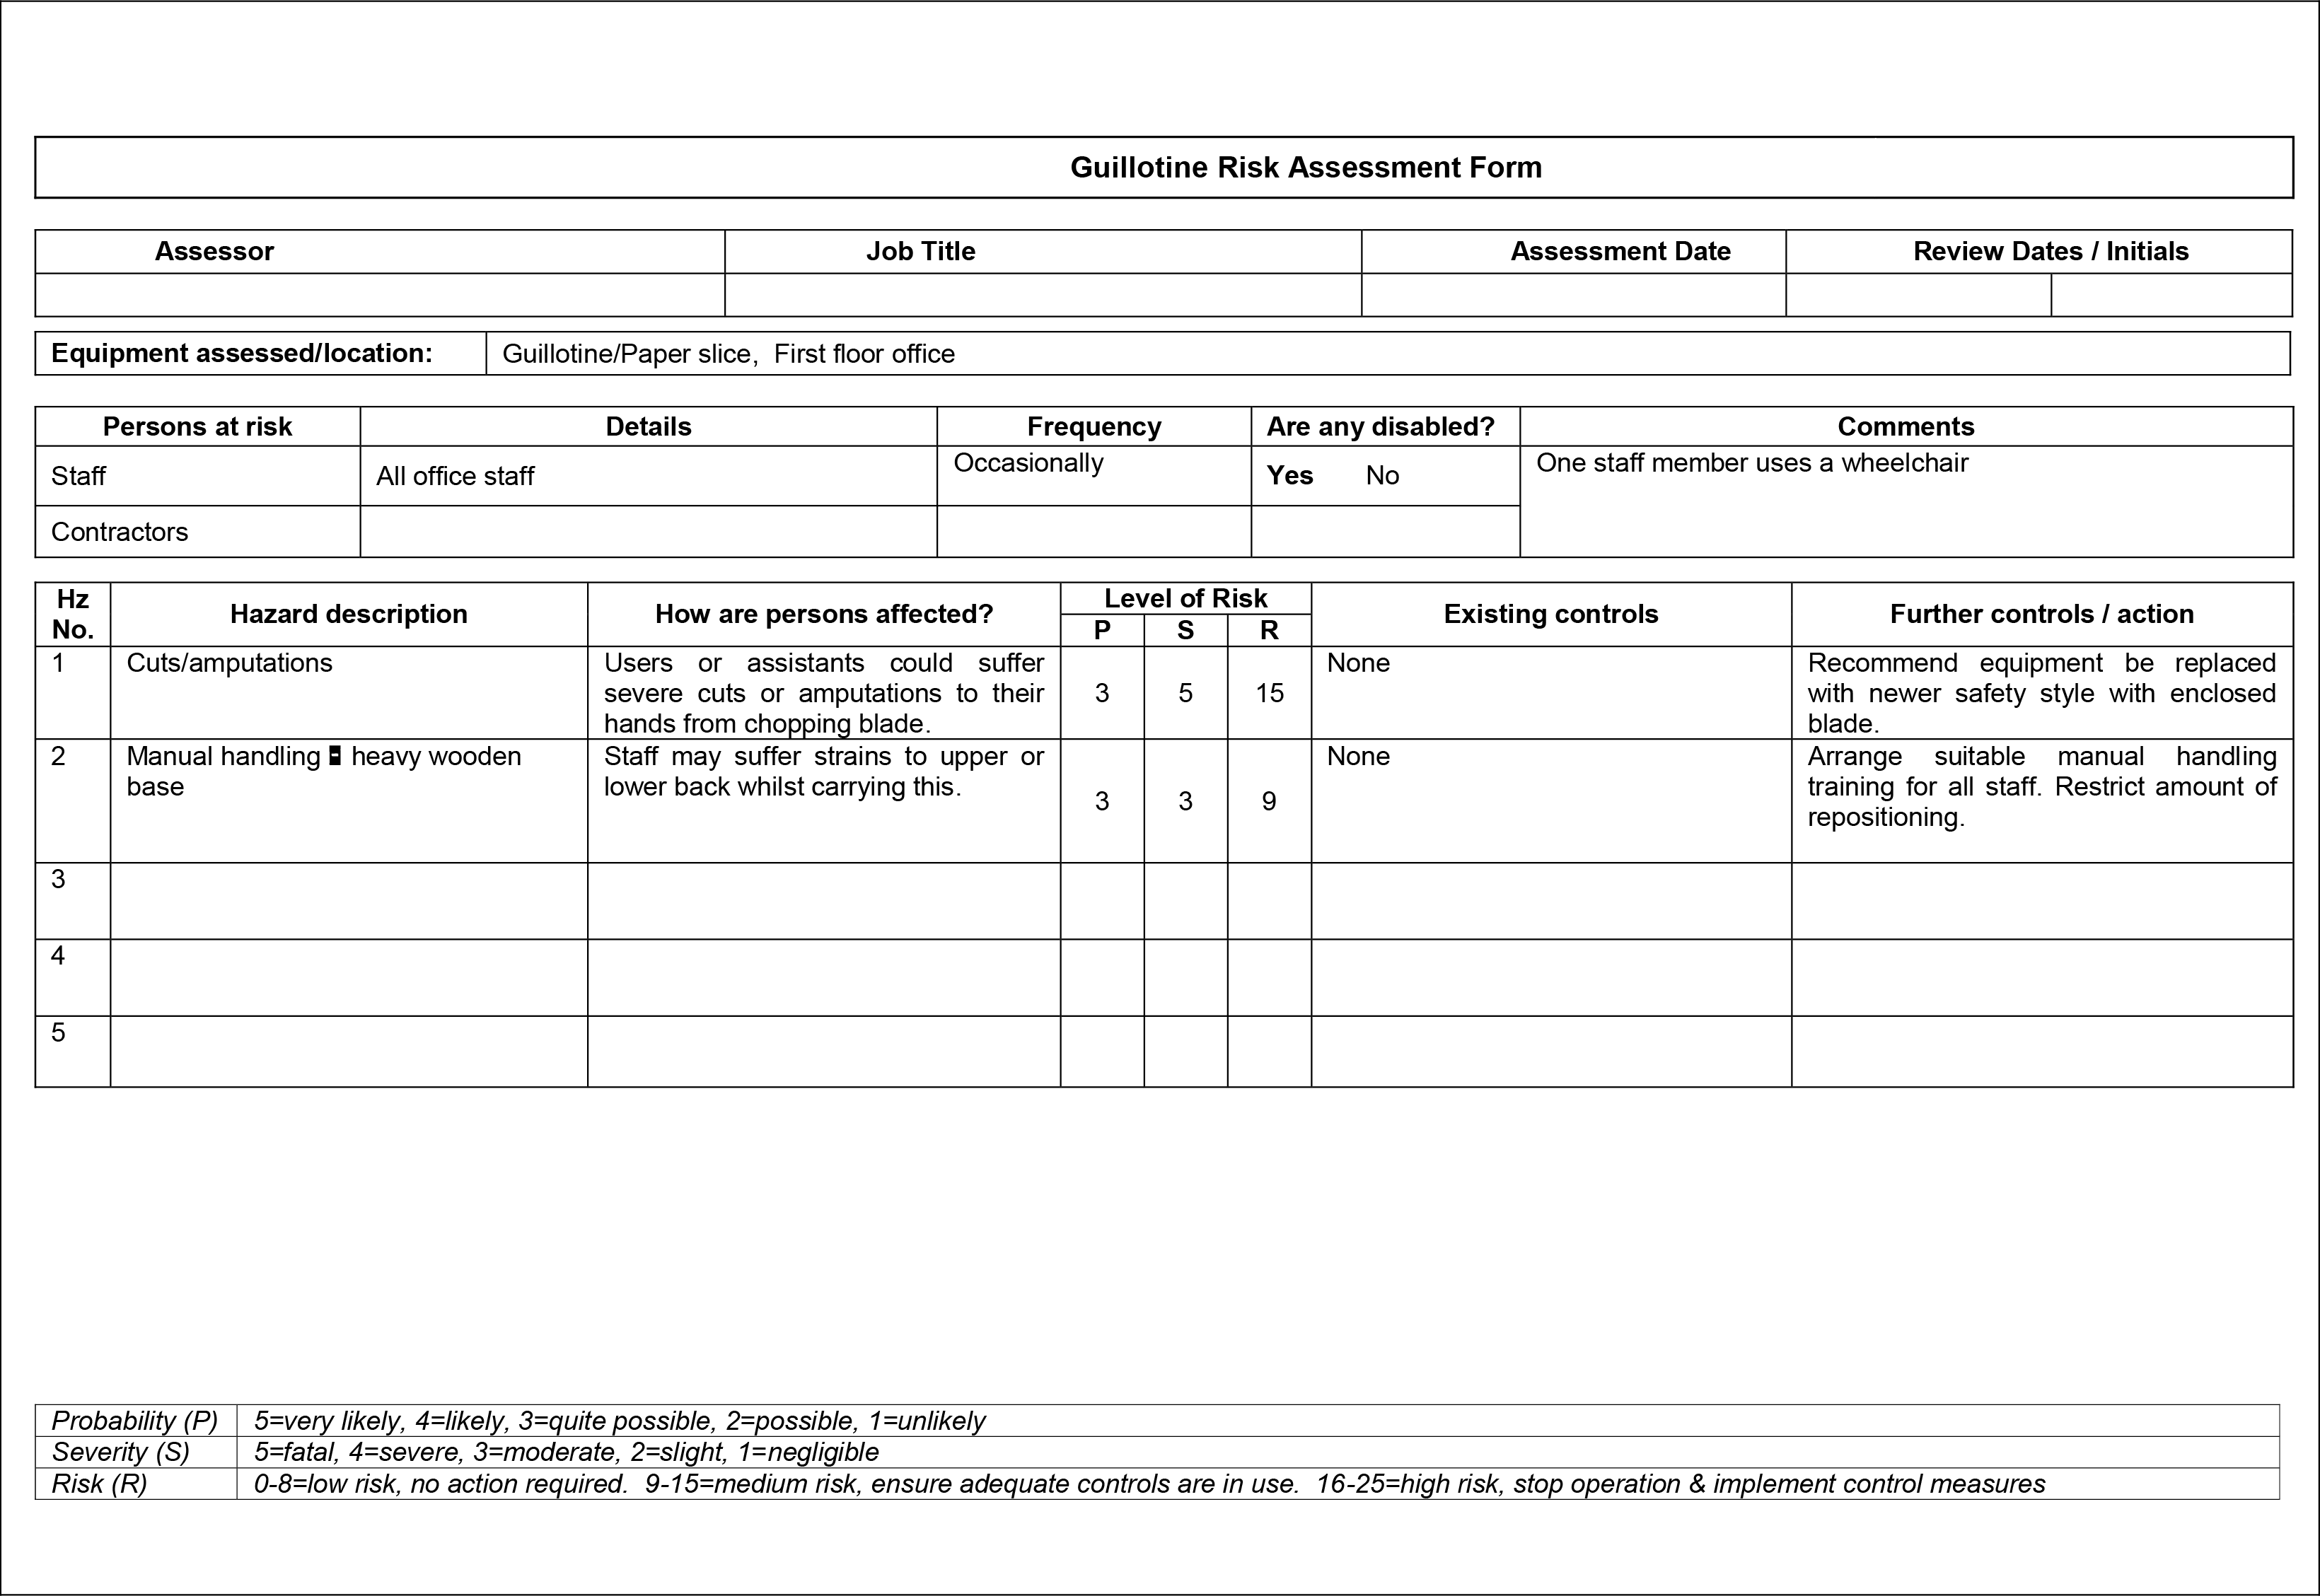 Guillotine Risk Assessment Form
Assessor Job Title Assessment Date Review Dates / Initials
Equipment assessed/location: Guillotine/Paper slice, First floor office
Persons at risk Details Frequency Are any disabled? Comments
Staff All office staff Occasionally Yes No One staff member uses a wheelchair
Contractors
Hz No. Hazard description How are persons affected? Level of Risk Existing controls Further controls / action
P S R
1 Cuts/amputations Users or assistants could suffer None Recommend equipment be replaced
severe cuts or amputations to their 3 5 15 with newer safety style with enclosed
hands from chopping blade. blade.
2 Manual handling - heavy wooden Staff may suffer strains to upper or None Arrange suitable manual handling
base lower back whilst carrying this. 3 3 9 training for all staff. Restrict amount of
repositioning.
3
4
5
Probability (P) 5=very likely, 4=likely, 3=quite possible, 2=possible, 1=unlikely
Severity (S) 5=fatal, 4=severe, 3=moderate, 2=slight, 1=negligible
Risk (R) 0-8=low risk, no action required. 9-15=medium risk, ensure adequate controls are in use. 16-25=high risk, stop operation & implement control measures